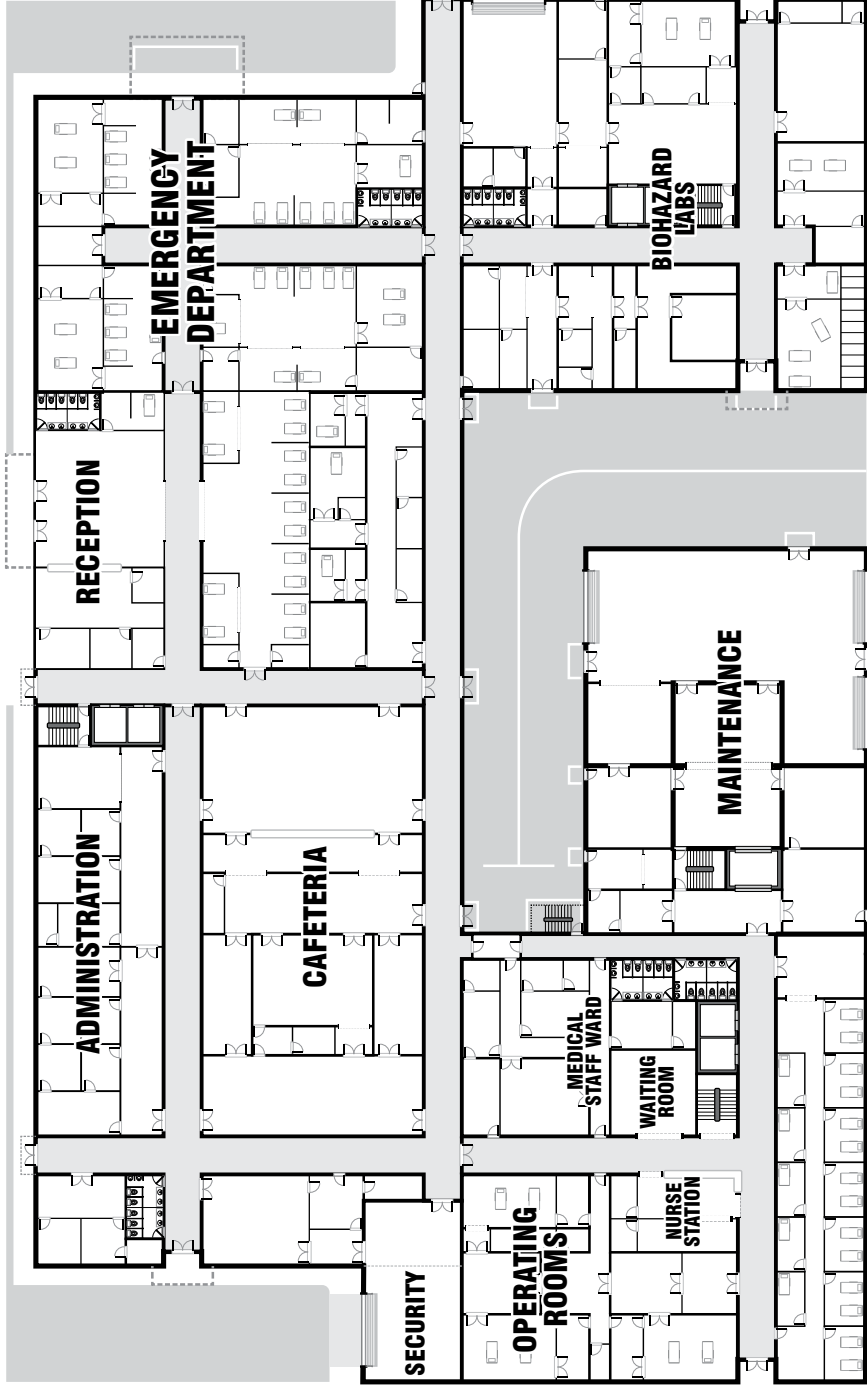 EMERGENCY
DEPARTMENT
BIOHAZARD
LABS
RECEPTION
MAINTENANCE
ADMINISTRATION
CAFETERIA
MEDICAL
STAFF WARD
WAITING
ROOM
NURSE
STATION
OPERATING
ROOMS
SECURITY